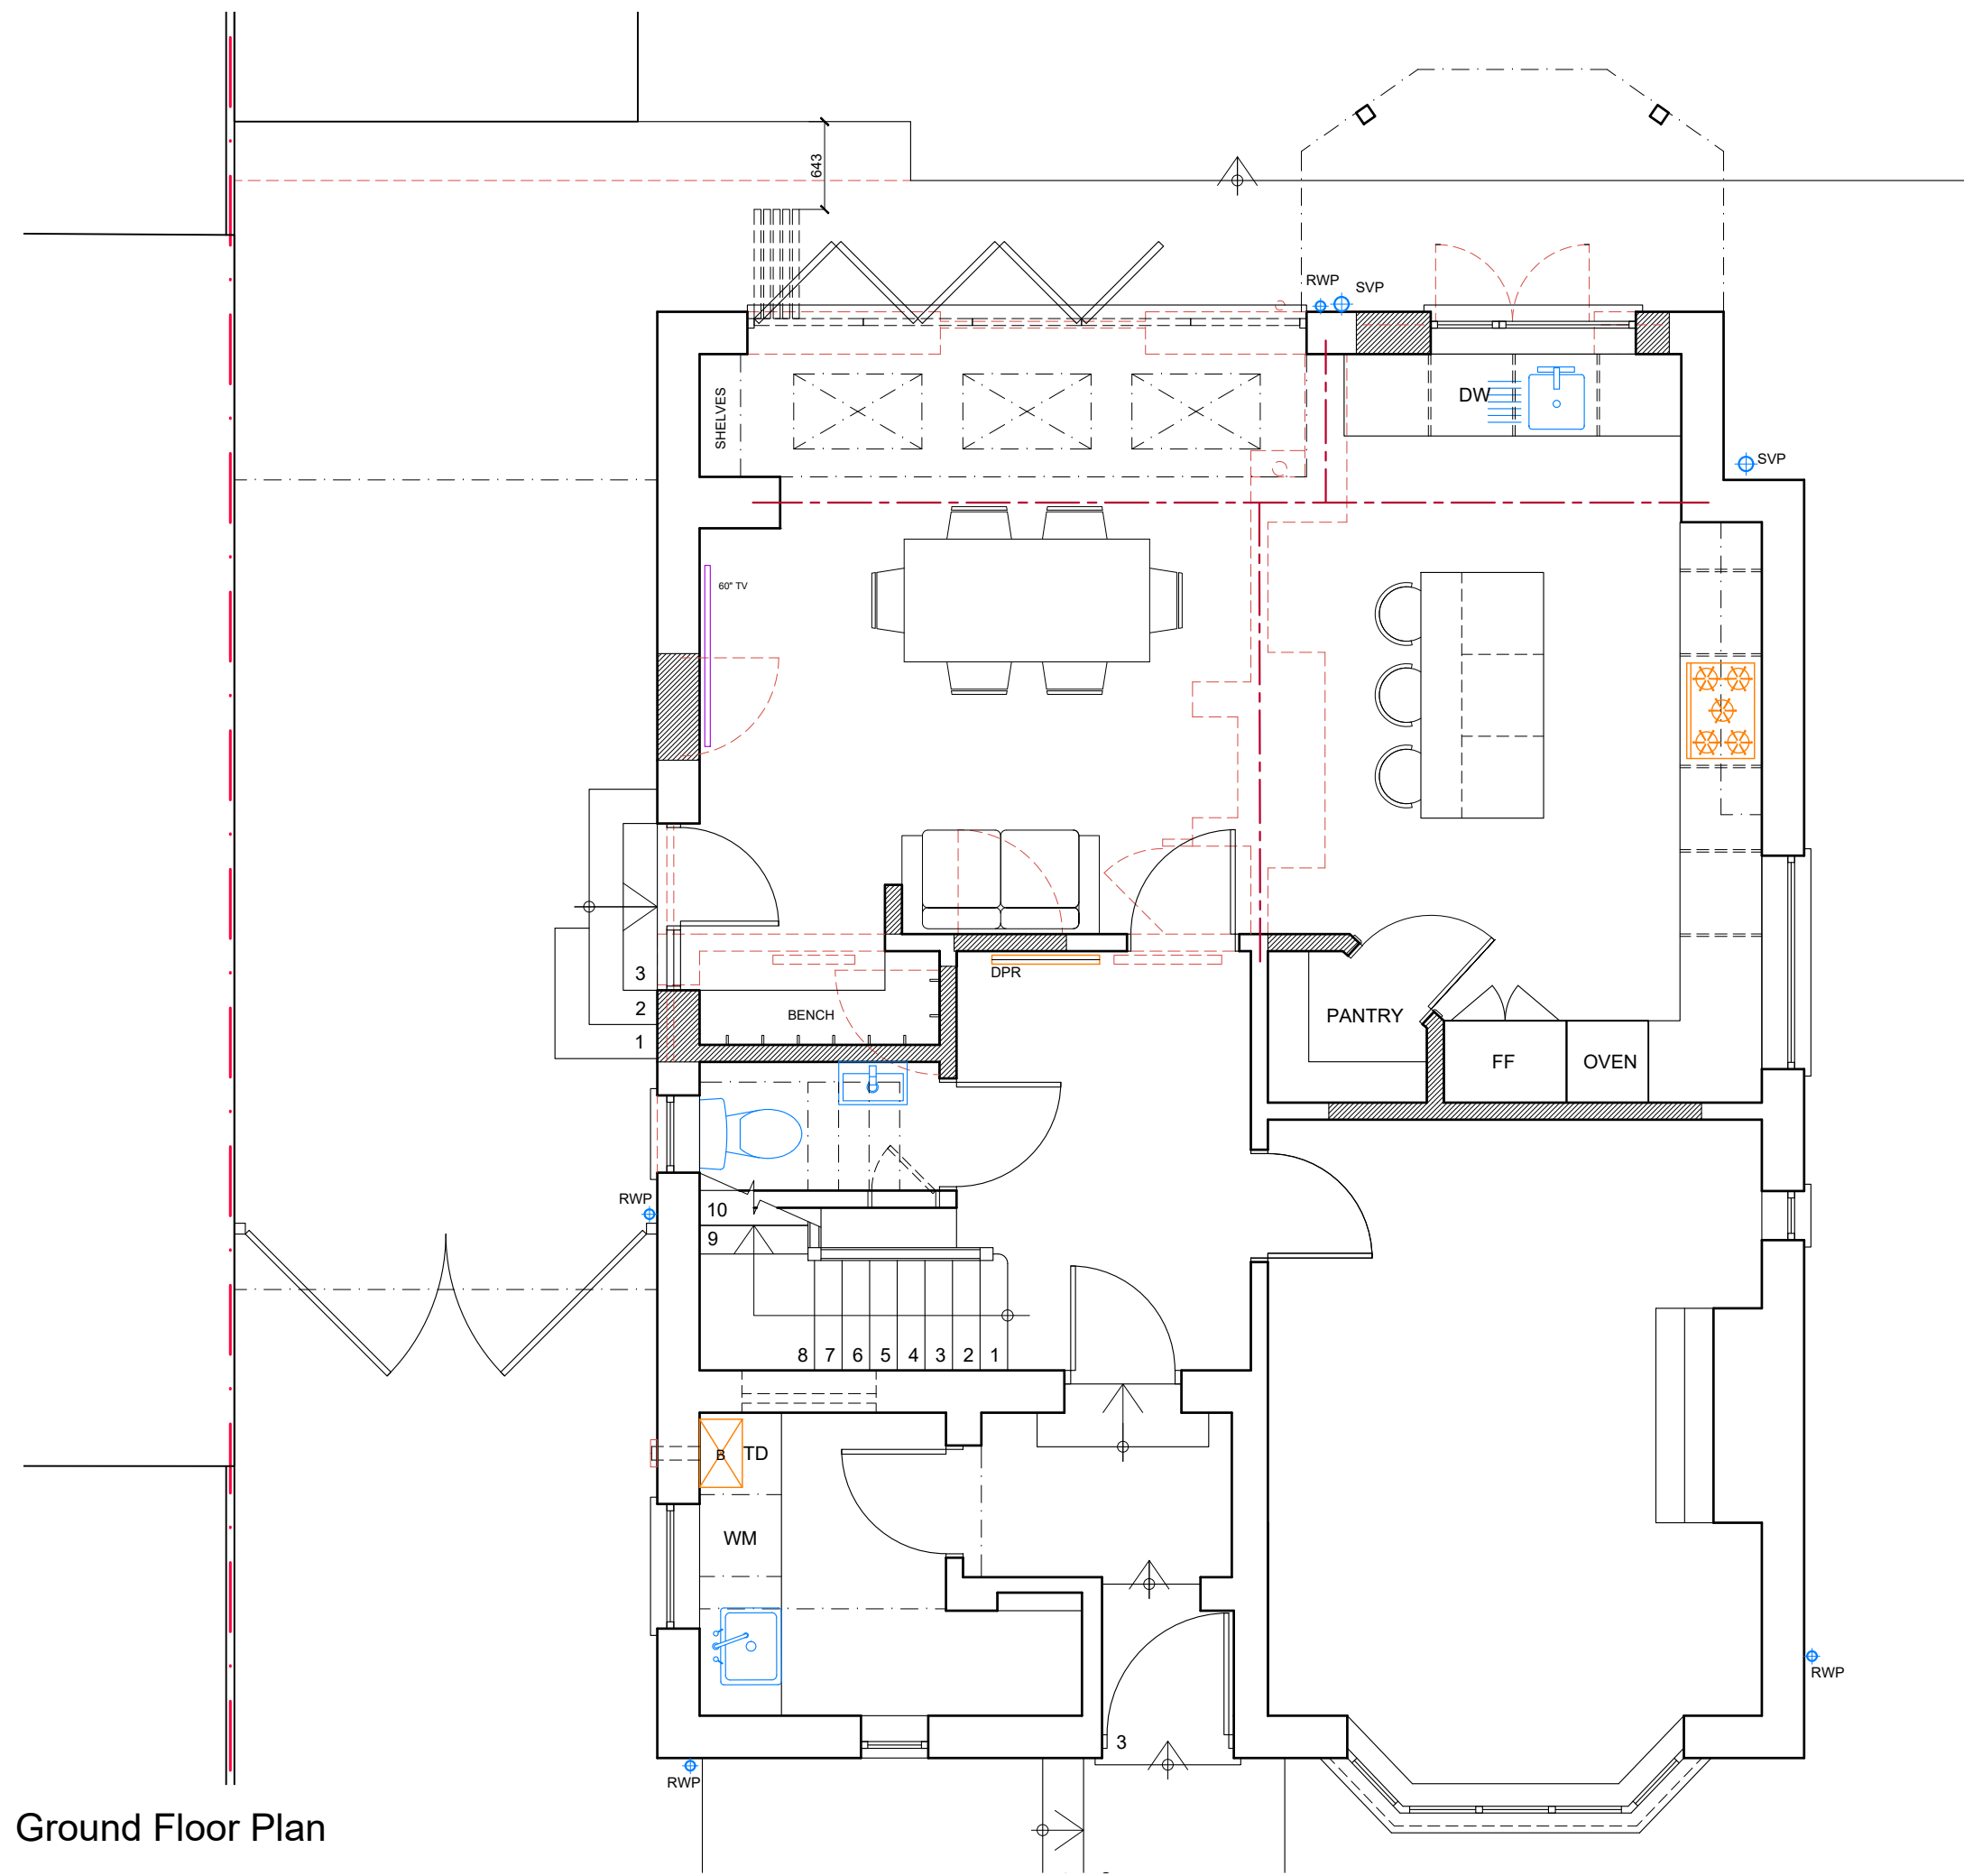 643
RWP
SVP
SHELVES
DW
SVP
60" TV
3
2
1
DPR
BENCH
PANTRY
FF
OVEN
RWP
10
9
8 7 6 5 4 3 2 1
B
TD
WM
3
RWP
RWP
Ground Floor Plan